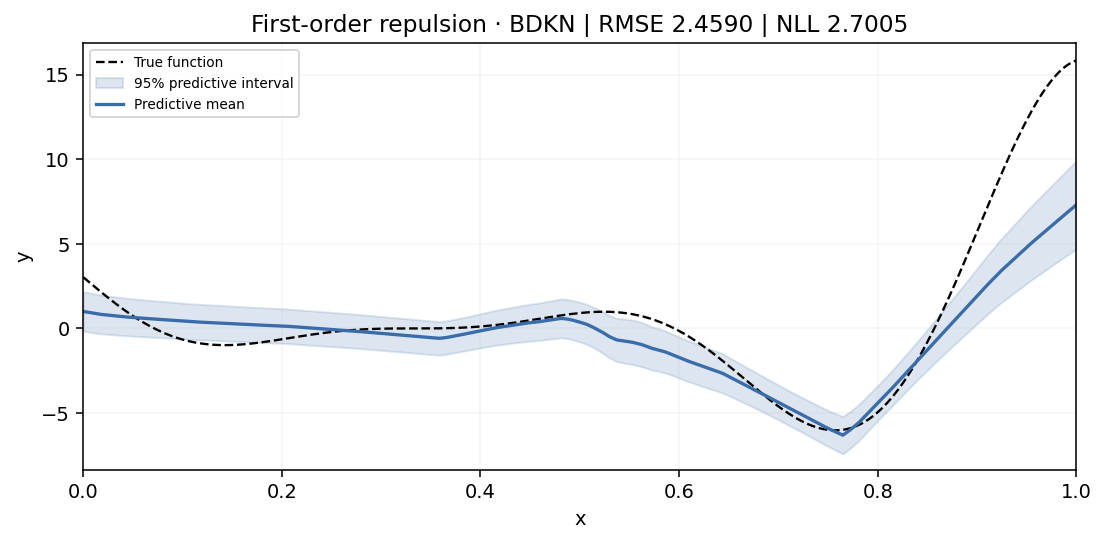 First-order repulsion · BDKN | RMSE 2.4590 | NLL 2.7005
True function
95% predictive interval
Predictive mean
15
10
5
0
−5
y
0.0 0.2 0.4 0.6 0.8 1.0
x